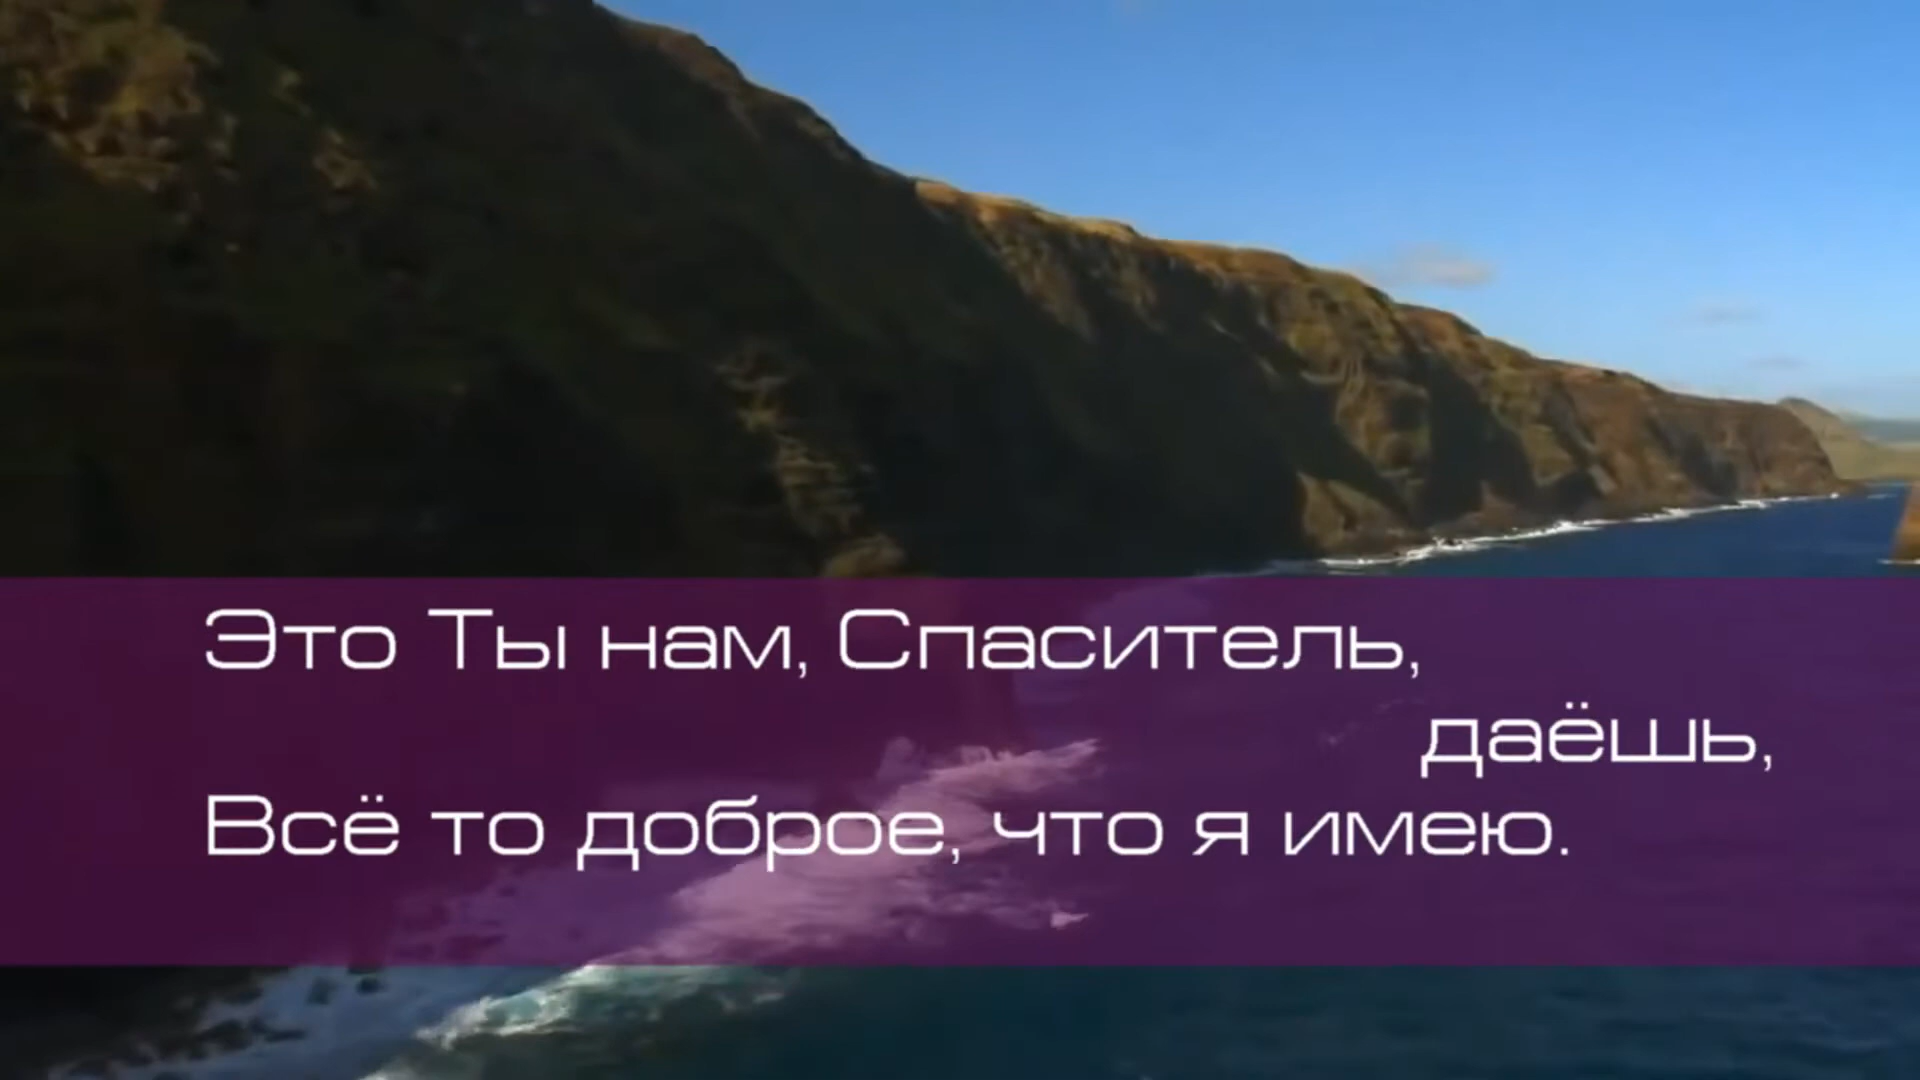 Это Ты нам, Спаситель,
даёшь,
Всё то доброе, что я имею.